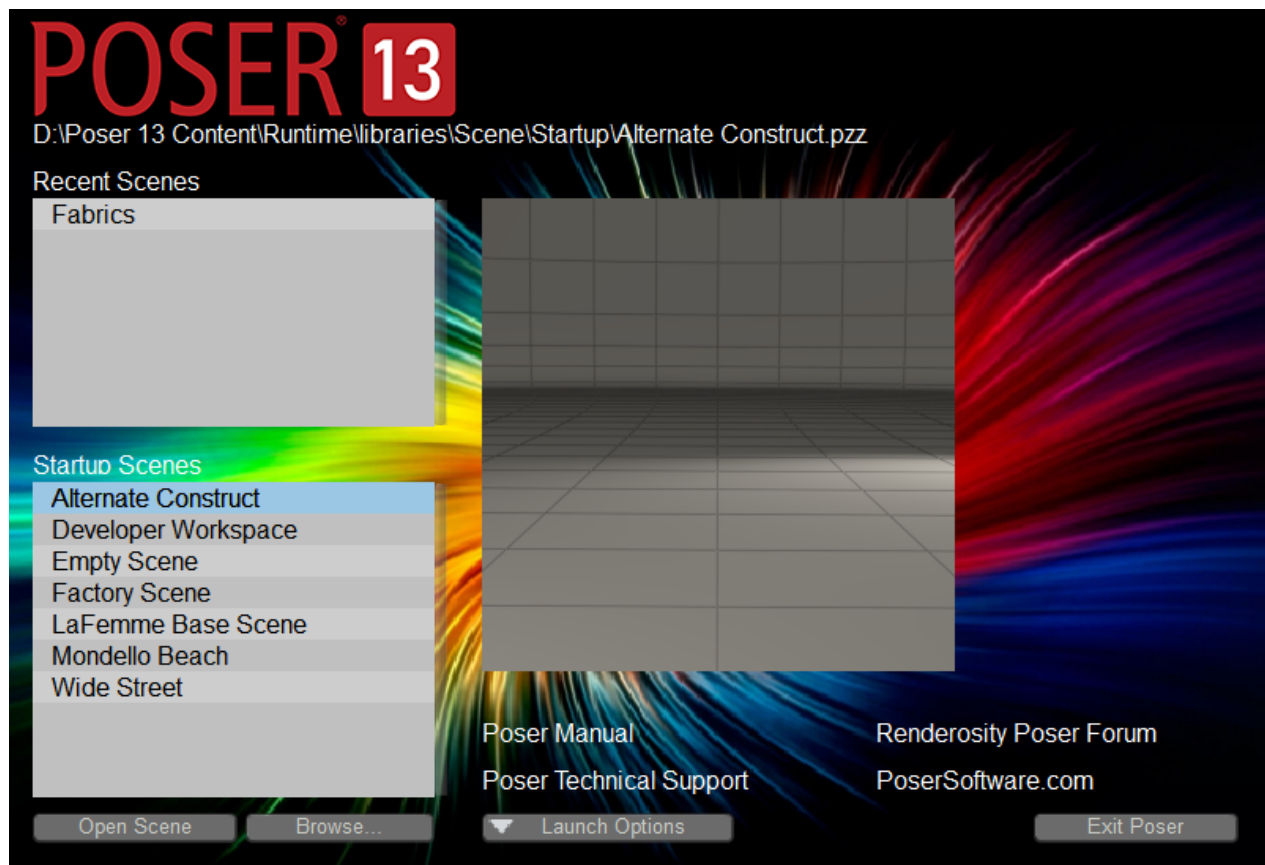 POSER® 13
D:\Poser 13 Content\Runtime\libraries\Scene\Startup\Alternate Construct.pzz
Recent Scenes
Fabrics
Startup Scenes
Alternate Construct
Developer Workspace
Empty Scene
Factory Scene
LaFemme Base Scene
Mondello Beach
Wide Street
Poser Manual
Renderosity Poser Forum
Poser Technical Support
PoserSoftware.com
Open Scene
Browse...
Launch Options
Exit Poser